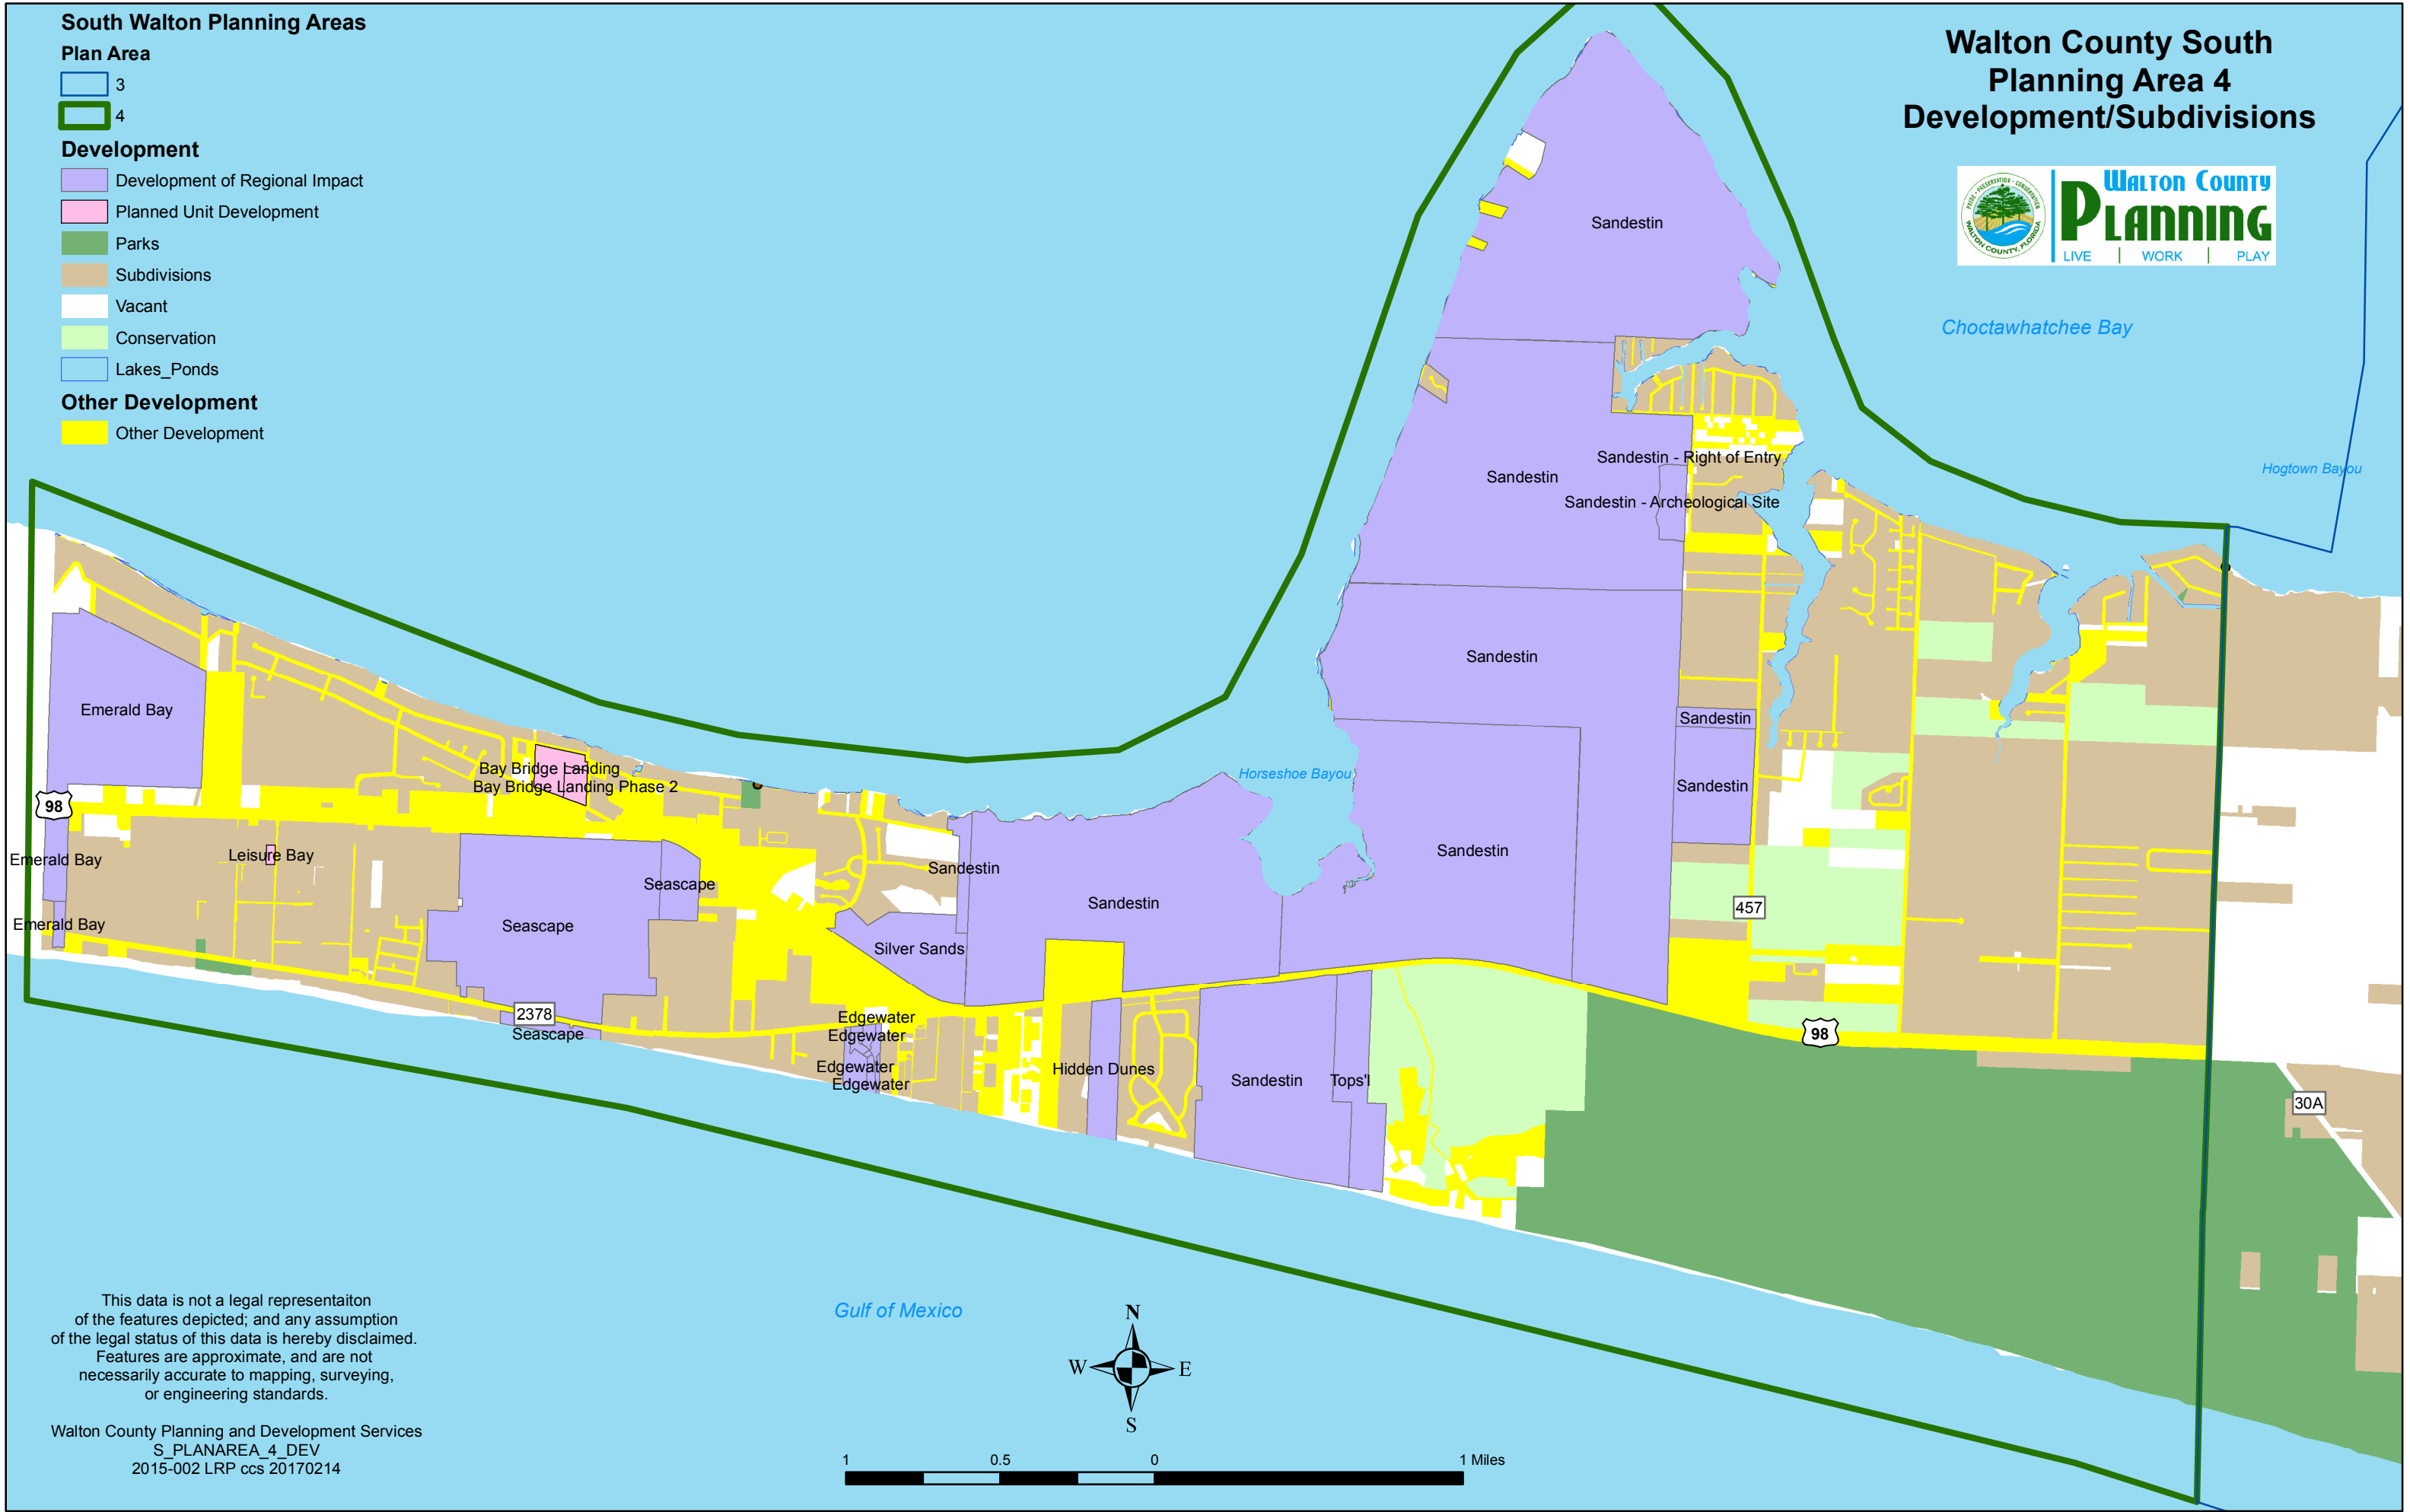 South Walton Planning Areas
Plan Area
3
4
Development
Development of Regional Impact
Planned Unit Development
Parks
Subdivisions
Vacant
Conservation
Lakes_Ponds
Other Development
Other Development
Walton County South
Planning Area 4
Development/Subdivisions
PRIDE • PRESERVATION • CONSERVATION
WALTON COUNTY, FLORIDA
WALTON COUNTY
PLANNING
LIVE | WORK | PLAY
Choctawhatchee Bay
Hogtown Bayou
Sandestin
Sandestin - Right of Entry
Sandestin
Sandestin - Archeological Site
Sandestin
Emerald Bay
Sandestin
Bay Bridge Landing
Bay Bridge Landing Phase 2
Horseshoe Bayou
Sandestin
98
Emerald Bay
Leisure Bay
Sandestin
Sandestin
Seascape
Sandestin
457
Emerald Bay
Seascape
Silver Sands
2378
Seascape
Edgewater
Edgewater
Edgewater
Edgewater
Hidden Dunes
Sandestin
Tops'l
98
30A
Gulf of Mexico
N
W
E
S
1
0.5
0
1 Miles
This data is not a legal representaiton
of the features depicted; and any assumption
of the legal status of this data is hereby disclaimed.
Features are approximate, and are not
necessarily accurate to mapping, surveying,
or engineering standards.
Walton County Planning and Development Services
S_PLANAREA_4_DEV
2015-002 LRP ccs 20170214